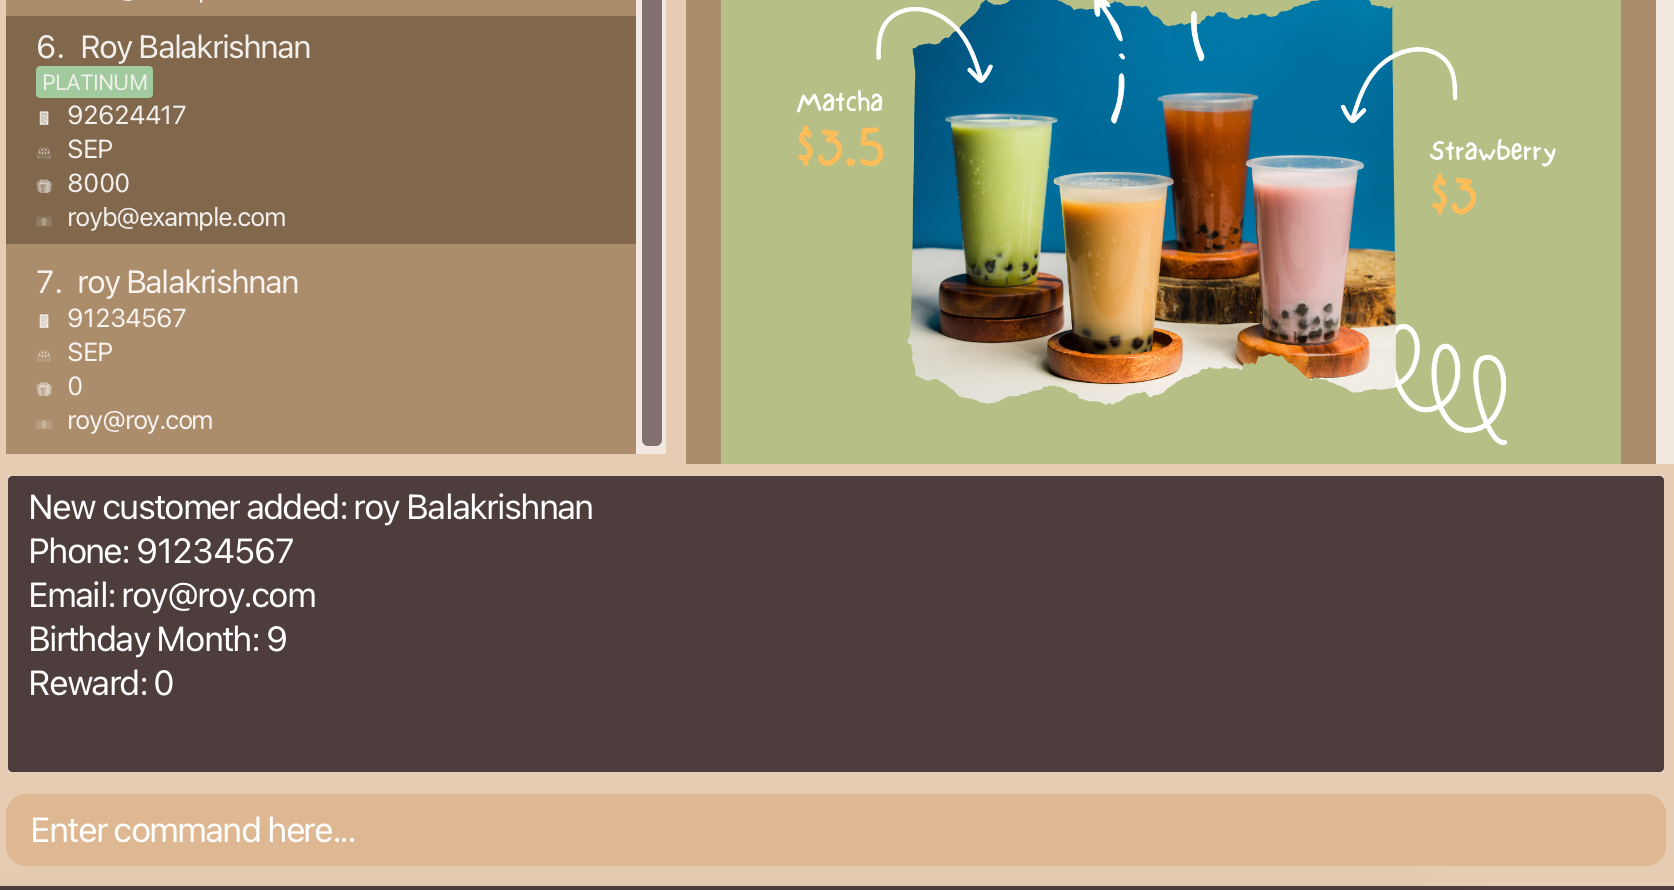 6. Roy Balakrishnan
PLATINUM
92624417
SEP
8000
royb@example.com
7. roy Balakrishnan
91234567
SEP
0
roy@roy.com
Matcha
$3.5
Strawberry
$3
New customer added: roy Balakrishnan
Phone: 91234567
Email: roy@roy.com
Birthday Month: 9
Reward: 0
Enter command here...